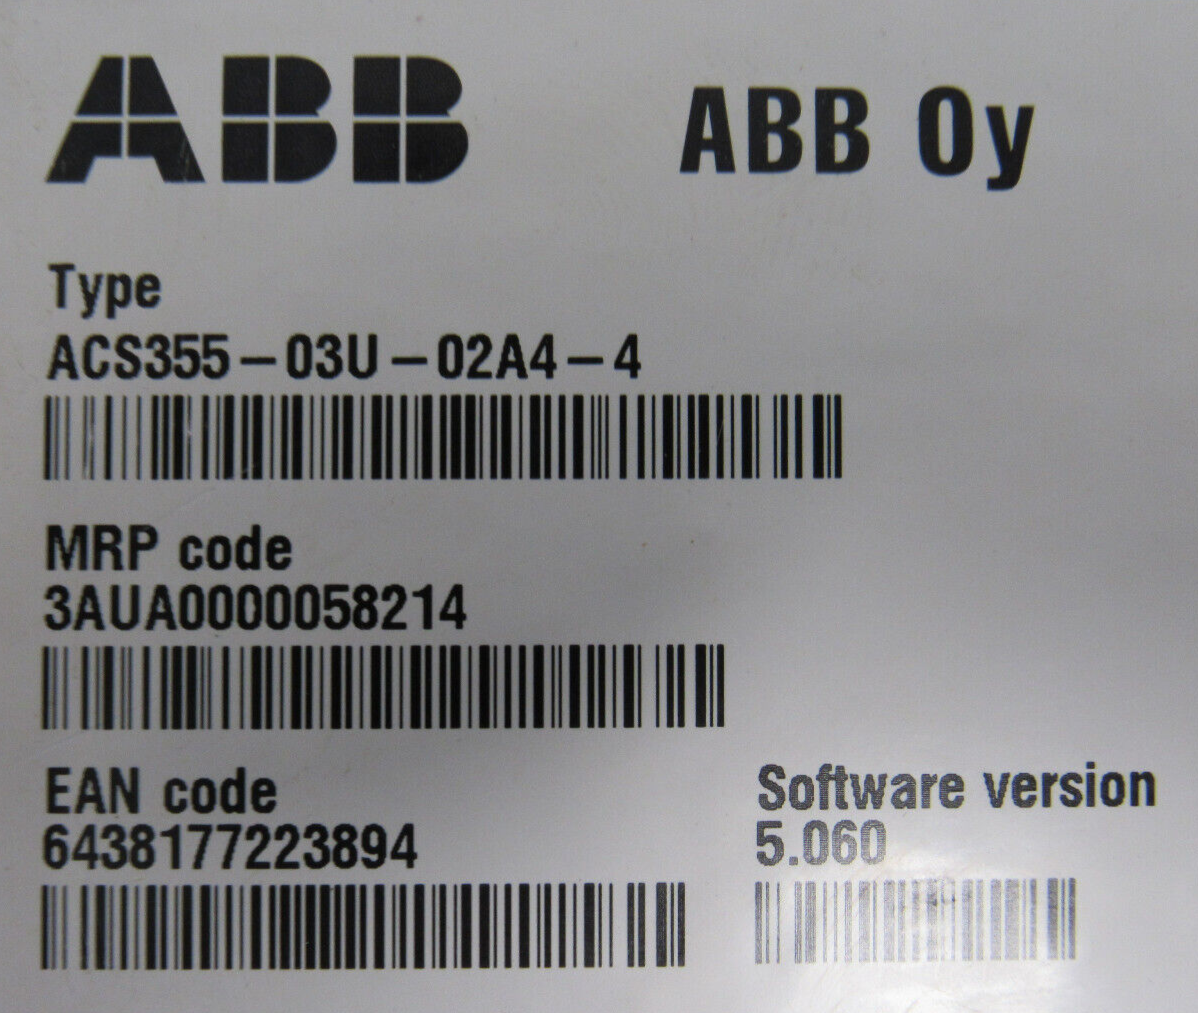 ABB ABB Oy
Type
ACS355-03U-02A4-4
MRP code
3AUA0000058214
EAN code
6438177223894
Software version
5.060